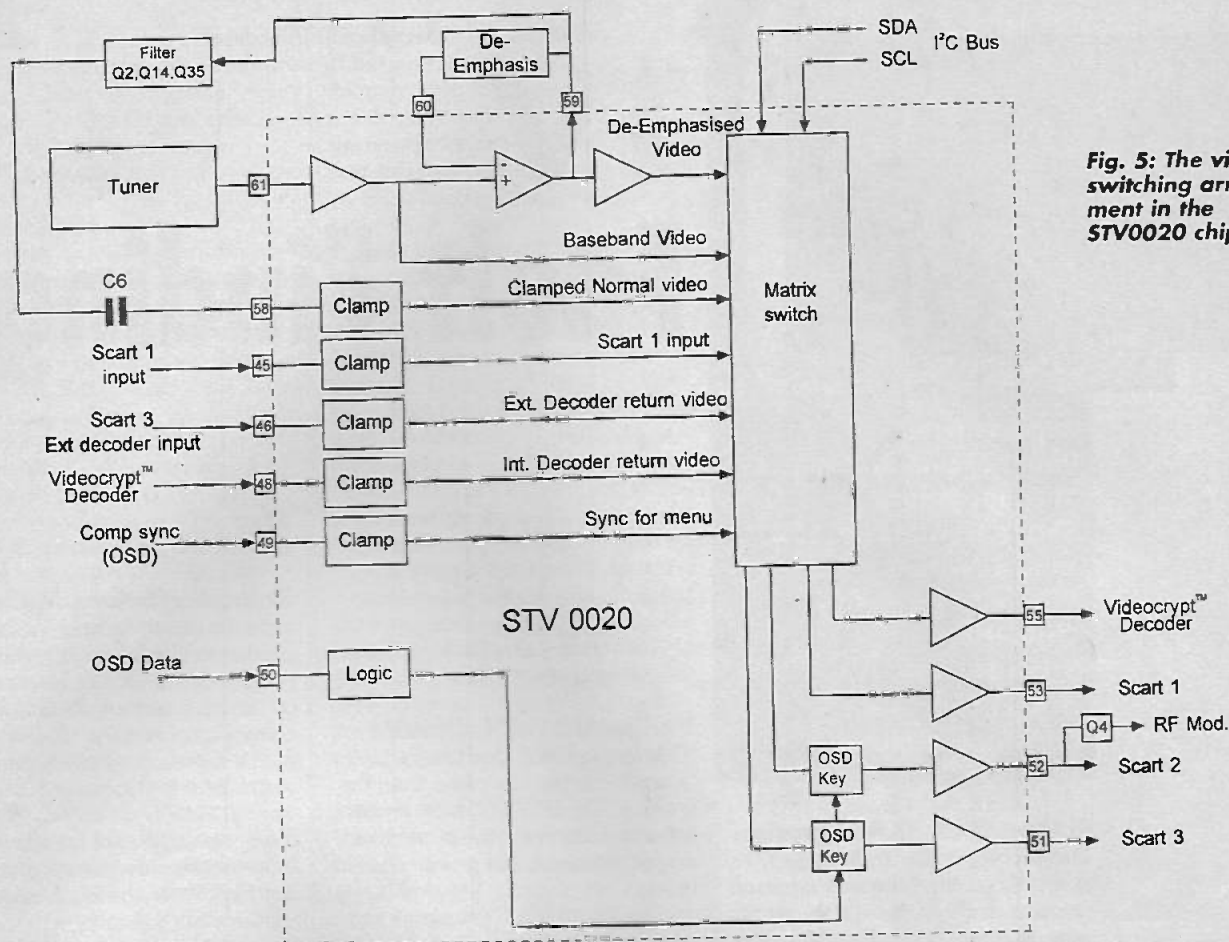 Filter
Q2,Q14,Q35
De-
Emphasis
SDA
SCL
I²C Bus
60
59
Tuner
61
-
+
De-Emphasised
Video
Baseband Video
C6
58
Clamp
Clamped Normal video
Matrix
switch
Scart 1
input
45
Clamp
Scart 1 input
Scart 3
Ext decoder input
46
Clamp
Ext. Decoder return video
Videocrypt™
Decoder
48
Clamp
Int. Decoder return video
Comp sync
(OSD)
49
Clamp
Sync for menu
STV 0020
OSD Data
50
Logic
OSD
Key
OSD
Key
55
Videocrypt™
Decoder
53
Scart 1
Q4
RF Mod.
52
Scart 2
51
Scart 3
Fig. 5: The vi
switching arr
ment in the
STV0020 chip